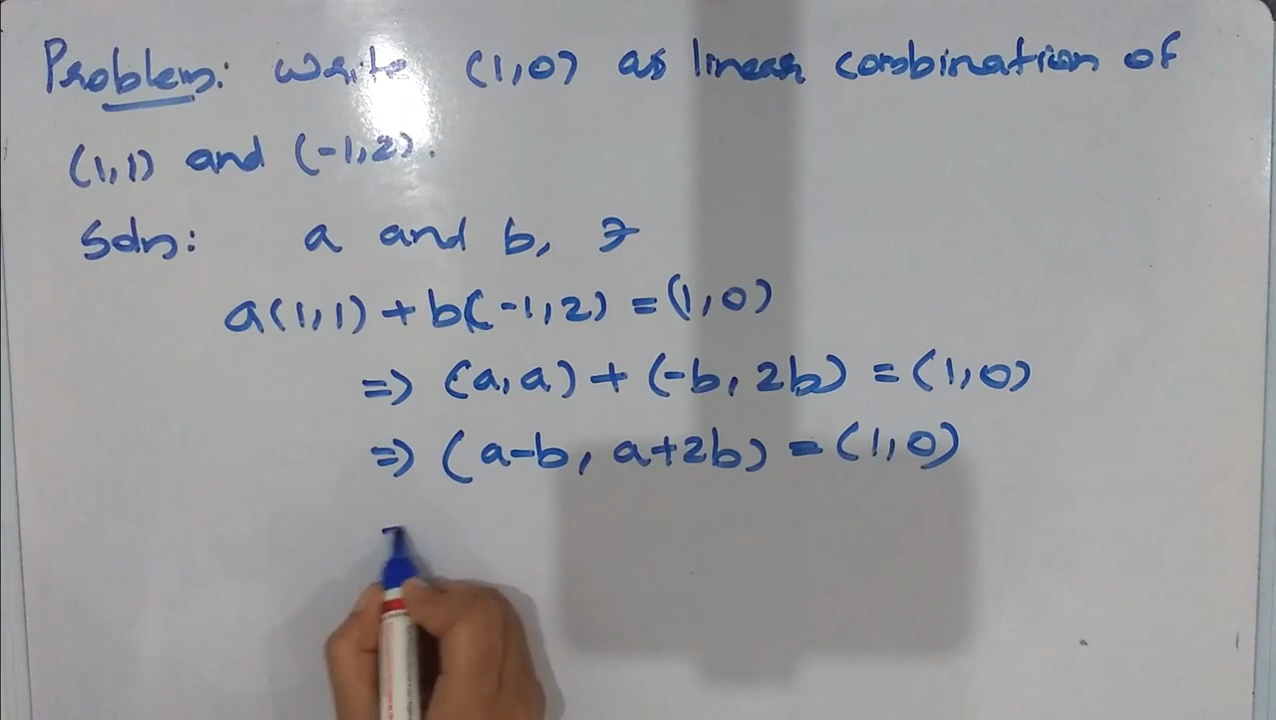 Problem: write (1,0) as linear combination of
(1,1) and (-1,2).
Soln: a and b, ∋
a(1,1) + b(-1,2) = (1,0)
=> (a,a) + (-b, 2b) = (1,0)
=> (a-b, a+2b) = (1,0)